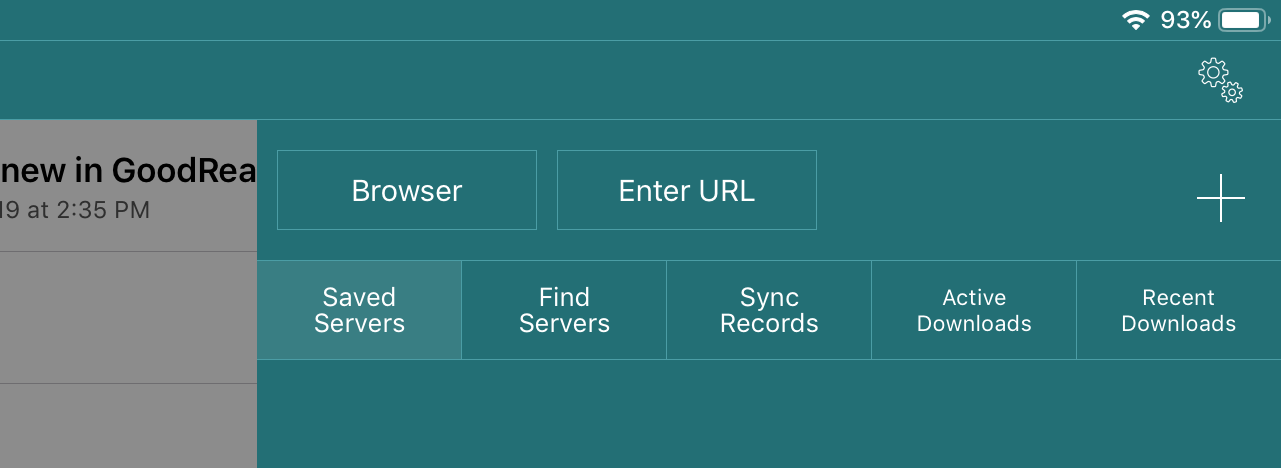 93%
new in GoodRea
19 at 2:35 PM
Browser
Enter URL
Saved
Servers
Find
Servers
Sync
Records
Active
Downloads
Recent
Downloads